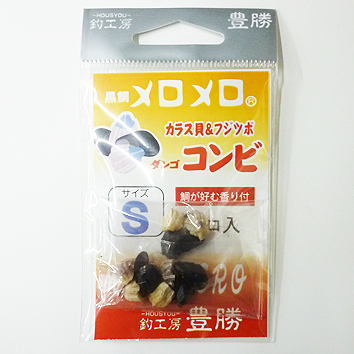 -HOUSYOU-
釣工房 豊勝
黒鯛 メロメロ®
カラス貝&フジツボ
ダンゴ コンビ
サイズ
S
鯛が好む香り付
入
RO
-HOUSYOU-
釣工房 豊勝